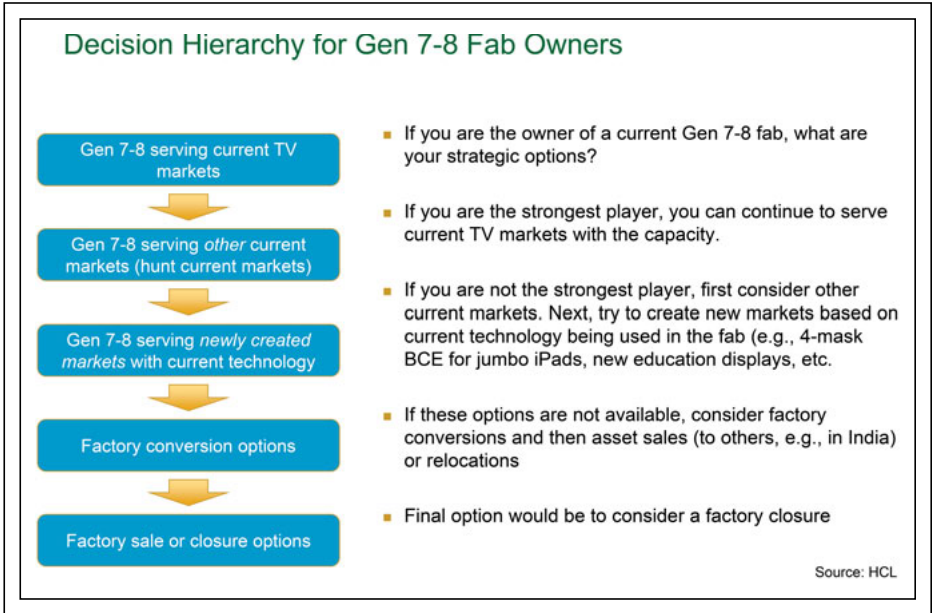 Decision Hierarchy for Gen 7-8 Fab Owners
Gen 7-8 serving current TV
markets
Gen 7-8 serving other current
markets (hunt current markets)
Gen 7-8 serving newly created
markets with current technology
Factory conversion options
Factory sale or closure options
If you are the owner of a current Gen 7-8 fab, what are
your strategic options?
If you are the strongest player, you can continue to serve
current TV markets with the capacity.
If you are not the strongest player, first consider other
current markets. Next, try to create new markets based on
current technology being used in the fab (e.g., 4-mask
BCE for jumbo iPads, new education displays, etc.
If these options are not available, consider factory
conversions and then asset sales (to others, e.g., in India)
or relocations
Final option would be to consider a factory closure
Source: HCL